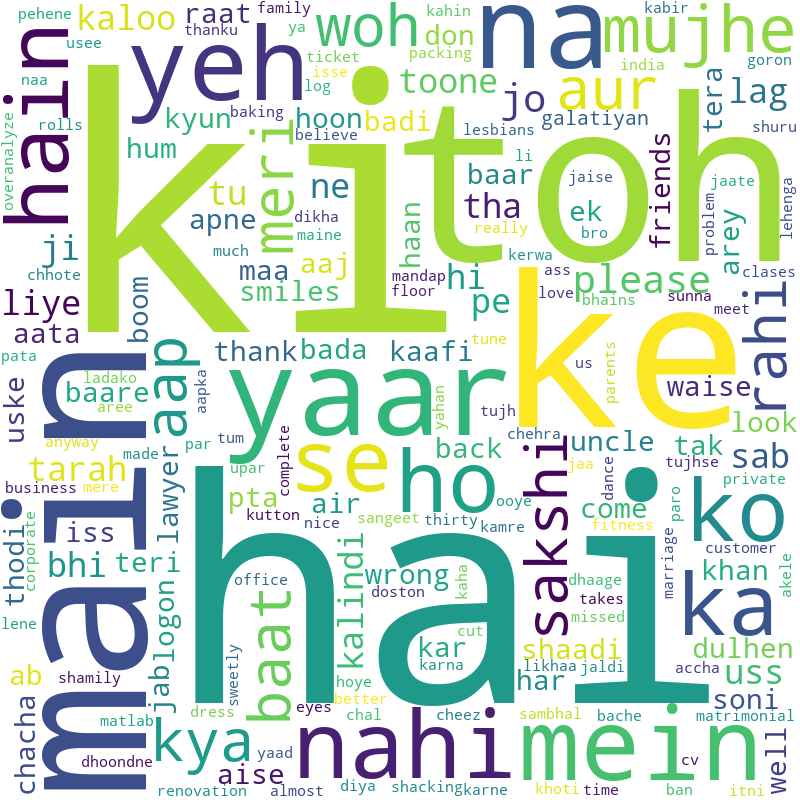 pehene
kaloo
raat
family
thanku
ya
woh
kahin
don
packing
na
kabir
mujhe
india
goron
usee
naa
yeh
ticket
isse
log
toone
jo
aur
tera
lag
shuru
hain
rolls
overanalyze
kyun
baking
hoon
believe
badi
lesbians
galatiyan
hum
meri
ki
toh
li
baar
jaise
friends
jaate
lehenga
tu
ne
tha
ek
bro
problem
arey
apne
dikha
maine
haan
really
kerwa
ji
chhote
much
maa
aaj
smiles
mandap
floor
hi
pe
ass
love
please
bhains
sunna
clases
meet
liye
aata
boom
thank
bada
kaafi
tune
ke
us
parents
rahi
pata
ladako
baare
aree
uske
main
aap
aapka
yaar
yahan
tujh
waise
look
anyway
made
par
tum
se
back
chehra
uncle
tak
sab
tarah
mere
upar
complete
ho
ooye
sakshi
jaa
dance
tujhse
private
business
lawyer
pta
air
come
fitness
paro
ko
corporate
iss
kutton
nice
sangeet
thirty
kamre
marriage
customer
thodi
bhi
teri
hai
office
kalindi
wrong
doston
kaha
dhaage
takes
missed
khan
akele
lene
jab
logon
baat
cut
kar
karna
shaadi
ka
dulhen
ab
shamily
sweetly
hoye
likhaa
jaldi
har
accha
uss
chacha
matlab
dress
eyes
better
chal
cheez
sambhal
bache
soni
matrimonial
dhoondne
kya
yaad
nahi
mein
well
cv
aise
renovation
almost
diya
shacking
karne
khoti
time
ban
itni